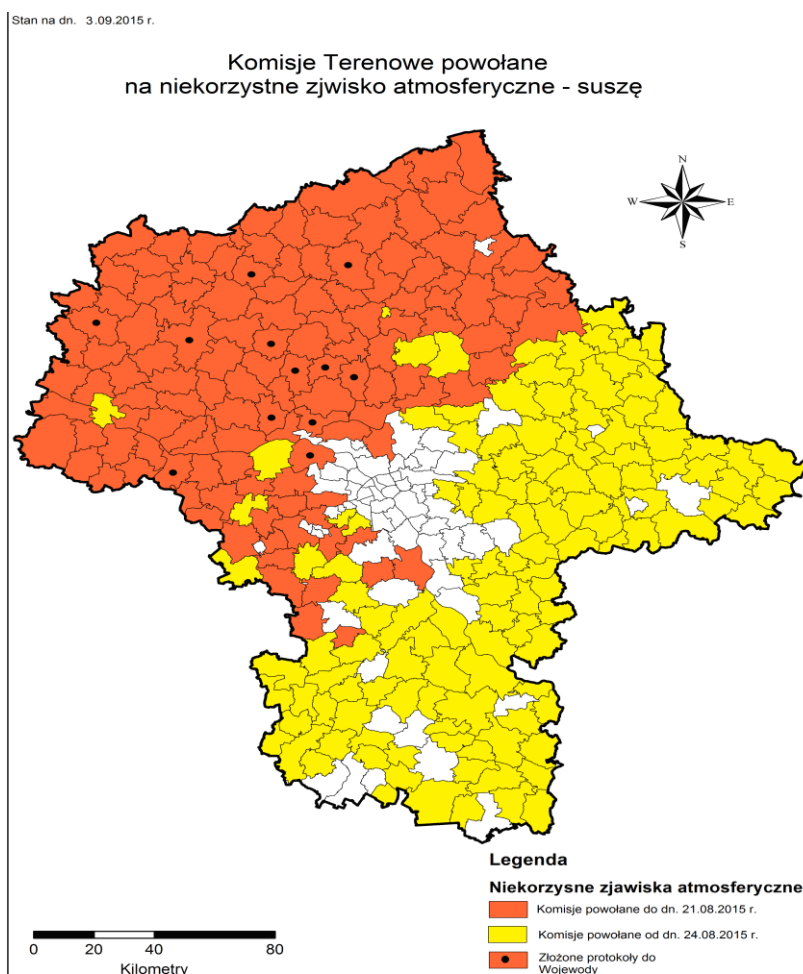 Stan na dn. 3.09.2015 r.
Komisje Terenowe powołane
na niekorzystne zjwisko atmosferyczne - suszę
N
W E
S
Legenda
Niekorzysne zjawiska atmosferyczne
Komisje powołane do dn. 21.08.2015 r.
Komisje powołane od dn. 24.08.2015 r.
Złożone protokoły do
Wojewody
0 20 40 80
Kilometry